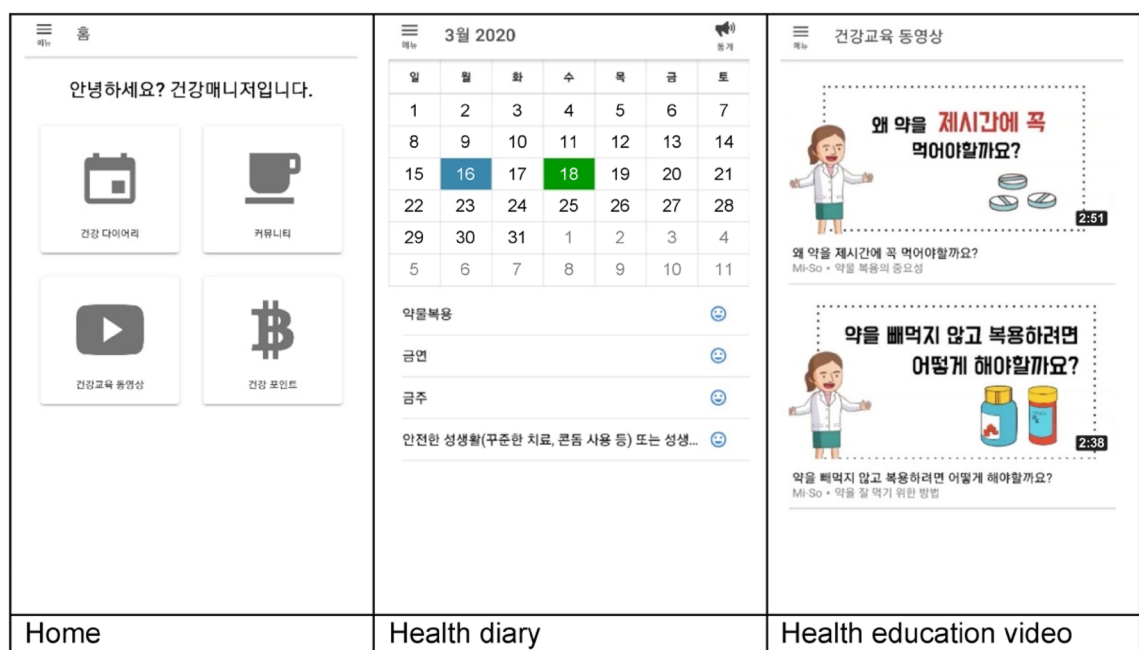 메뉴 홈
안녕하세요? 건강매니저입니다.
건강 다이어리
커뮤니티
건강교육 동영상
건강 포인트
Home
메뉴 3월 2020 통계
일 월 화 수 목 금 토
1 2 3 4 5 6 7
8 9 10 11 12 13 14
15 16 17 18 19 20 21
22 23 24 25 26 27 28
29 30 31 1 2 3 4
5 6 7 8 9 10 11
약물복용
금연
금주
안전한 성생활(꾸준한 치료, 콘돔 사용 등) 또는 성생...
Health diary
메뉴 건강교육 동영상
왜 약을 제시간에 꼭
먹어야할까요?
2:51
왜 약을 제시간에 꼭 먹어야할까요?
Mi-So • 약물 복용의 중요성
약을 빼먹지 않고 복용하려면
어떻게 해야할까요?
2:38
약을 빼먹지 않고 복용하려면 어떻게 해야할까요?
Mi-So • 약을 잘 먹기 위한 방법
Health education video